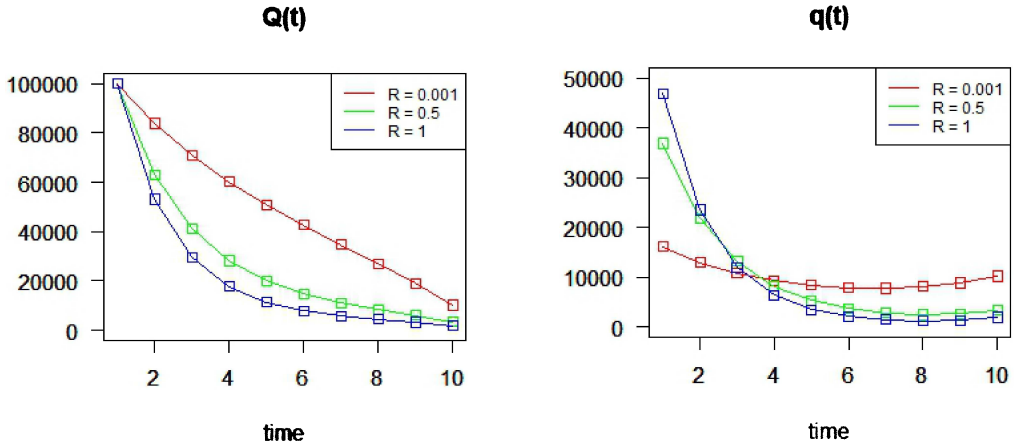 Q(t)
100000
80000
60000
40000
20000
0
R = 0.001
R = 0.5
R = 1
2 4 6 8 10
time
q(t)
50000
40000
30000
20000
10000
0
R = 0.001
R = 0.5
R = 1
2 4 6 8 10
time